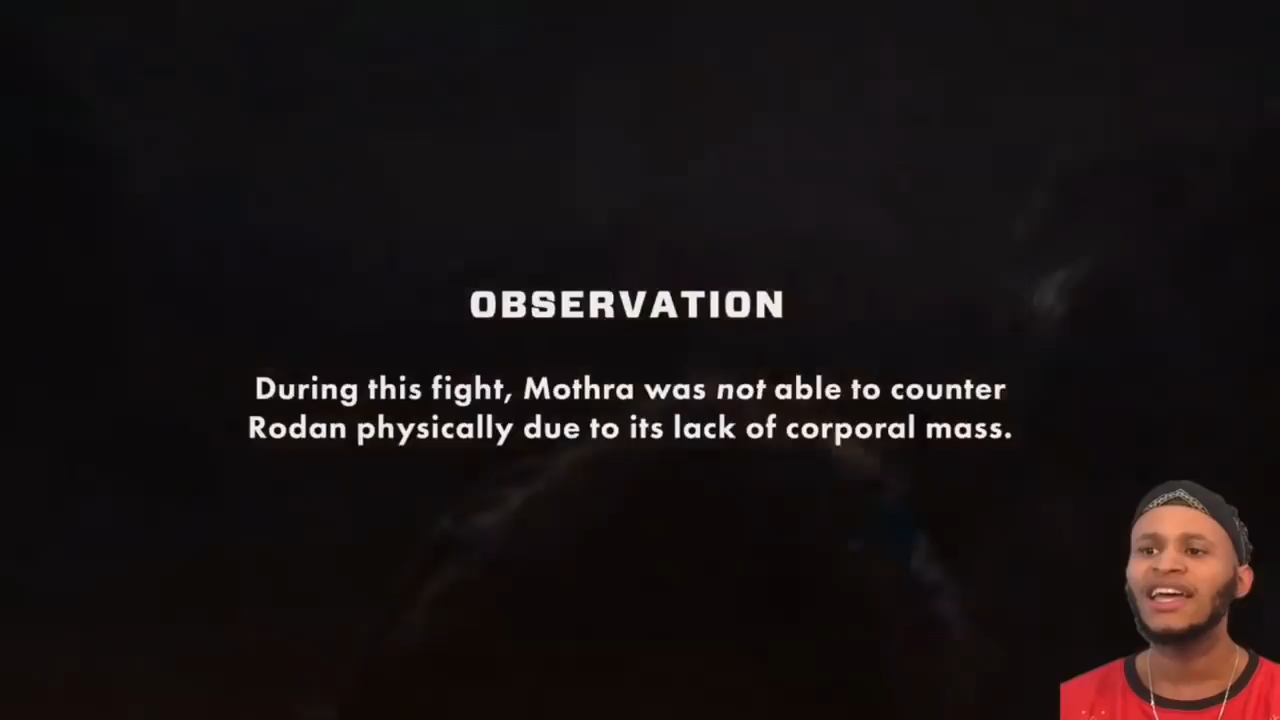 OBSERVATION
During this fight, Mothra was not able to counter
Rodan physically due to its lack of corporal mass.